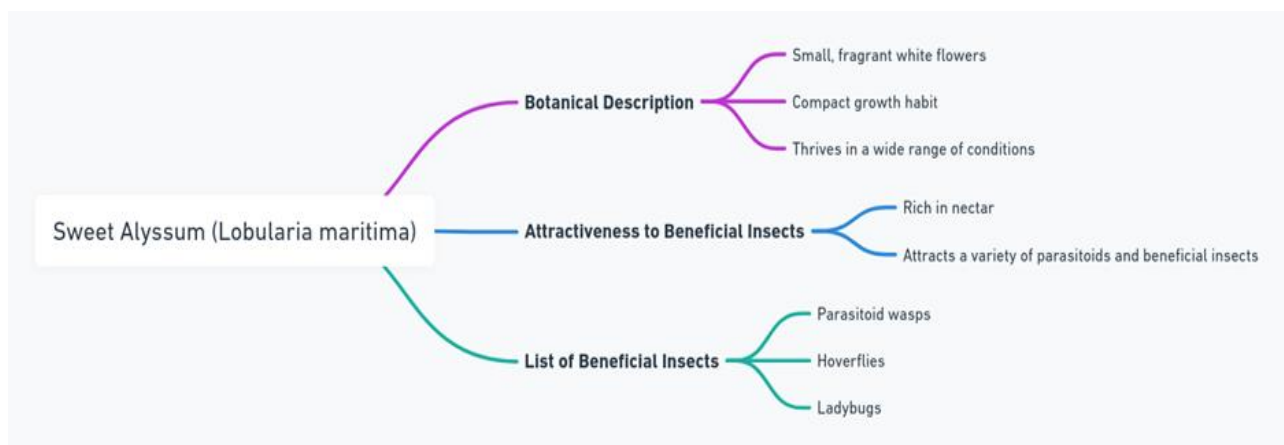 Sweet Alyssum (Lobularia maritima)
Botanical Description
Small, fragrant white flowers
Compact growth habit
Thrives in a wide range of conditions
Attractiveness to Beneficial Insects
Rich in nectar
Attracts a variety of parasitoids and beneficial insects
List of Beneficial Insects
Parasitoid wasps
Hoverflies
Ladybugs